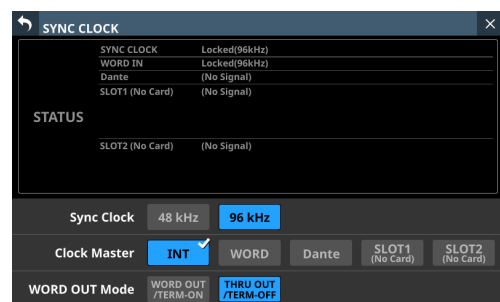 SYNC CLOCK
SYNC CLOCK Locked(96kHz)
WORD IN Locked(96kHz)
Dante (No Signal)
SLOT1 (No Card) (No Signal)
STATUS
SLOT2 (No Card) (No Signal)
Sync Clock 48 kHz 96 kHz
Clock Master INT WORD Dante SLOT1 (No Card) SLOT2 (No Card)
WORD OUT Mode WORD OUT /TERM-ON THRU OUT /TERM-OFF